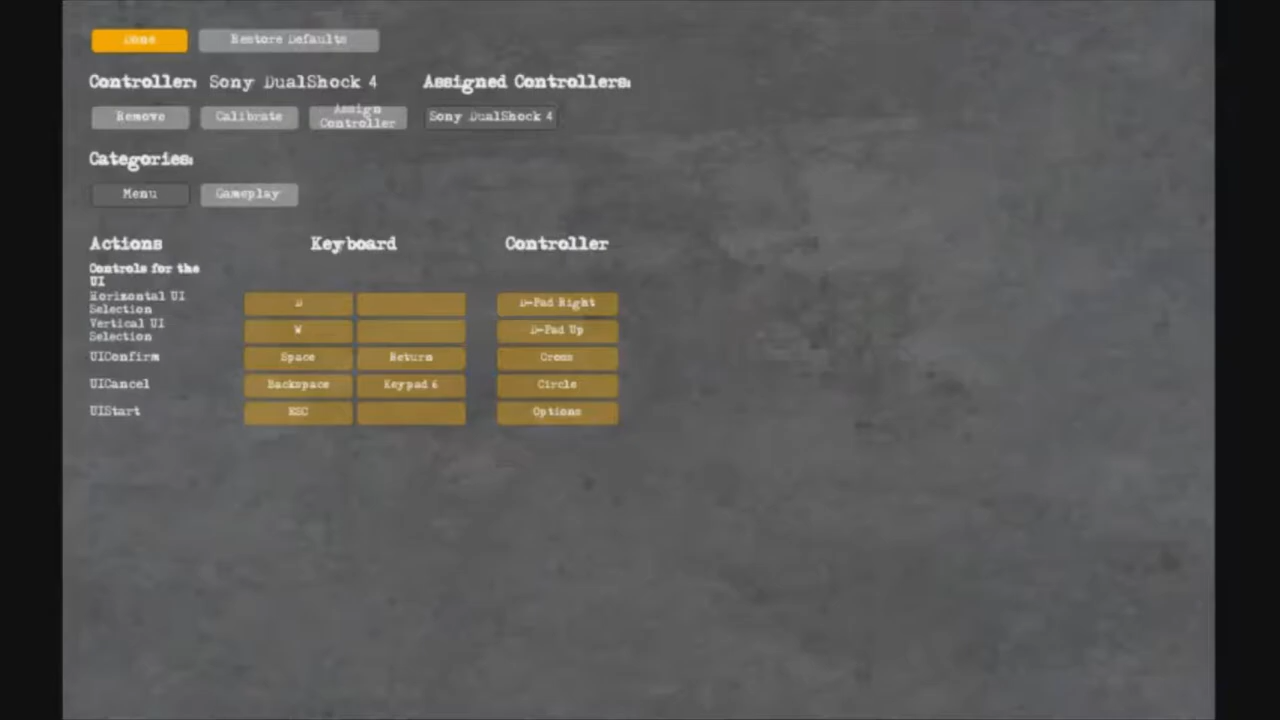 Done Restore Defaults
Controller: Sony DualShock 4 Assigned Controllers:
Remove Calibrate Assign Controller Sony DualShock 4
Categories:
Menu Gameplay
Actions Keyboard Controller
Controls for the
UI
Horizontal UI
Selection D D-Pad Right
Vertical UI
Selection W D-Pad Up
UIConfirm Space Return Cross
UICancel Backspace Keypad 6 Circle
UIStart ESC Options